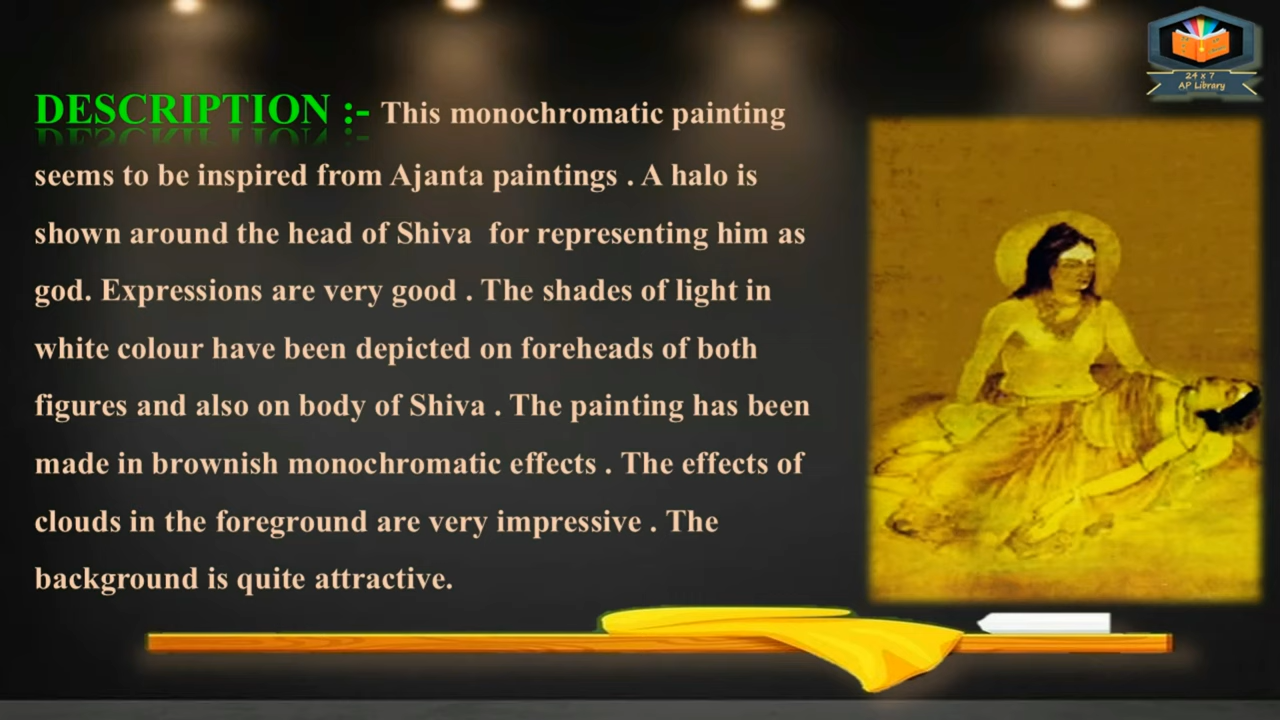 24 x 7
AP Library
DESCRIPTION :- This monochromatic painting
seems to be inspired from Ajanta paintings . A halo is
shown around the head of Shiva  for representing him as
god. Expressions are very good . The shades of light in
white colour have been depicted on foreheads of both
figures and also on body of Shiva . The painting has been
made in brownish monochromatic effects . The effects of
clouds in the foreground are very impressive . The
background is quite attractive.